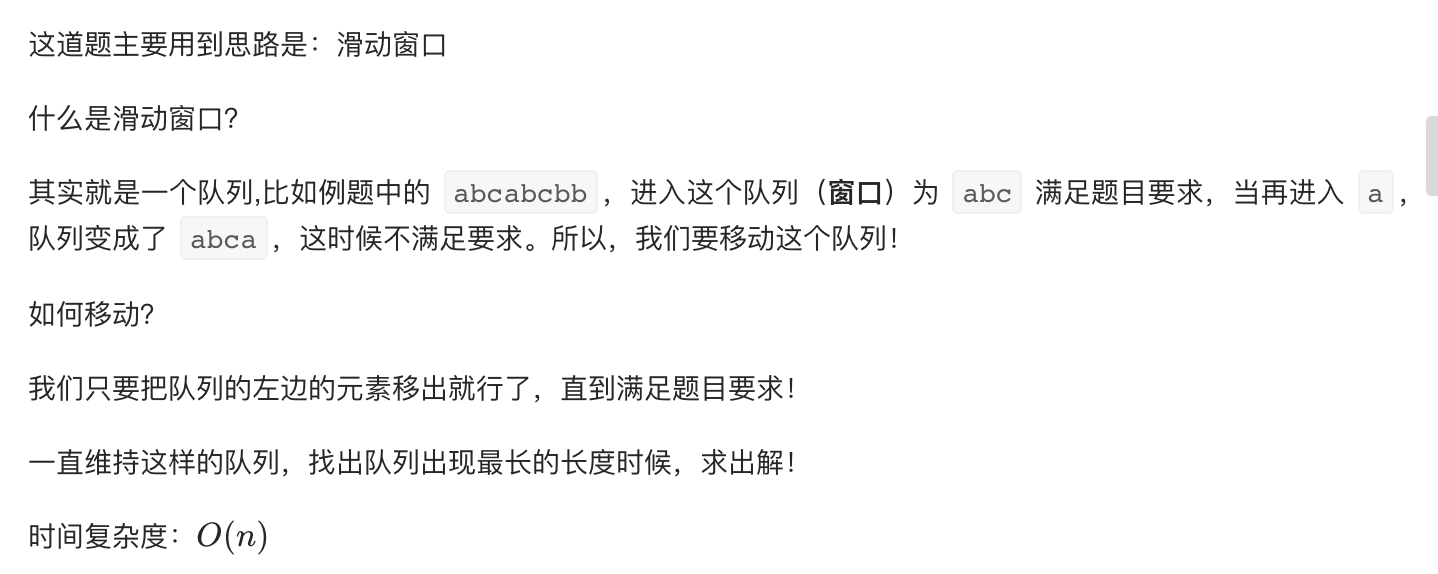 这道题主要用到思路是：滑动窗口
什么是滑动窗口？
其实就是一个队列,比如例题中的 abcabcbb，进入这个队列（窗口）为 abc 满足题目要求，当再进入 a，
队列变成了 abca，这时候不满足要求。所以，我们要移动这个队列！
如何移动？
我们只要把队列的左边的元素移出就行了，直到满足题目要求！
一直维持这样的队列，找出队列出现最长的长度时候，求出解！
时间复杂度：O(n)